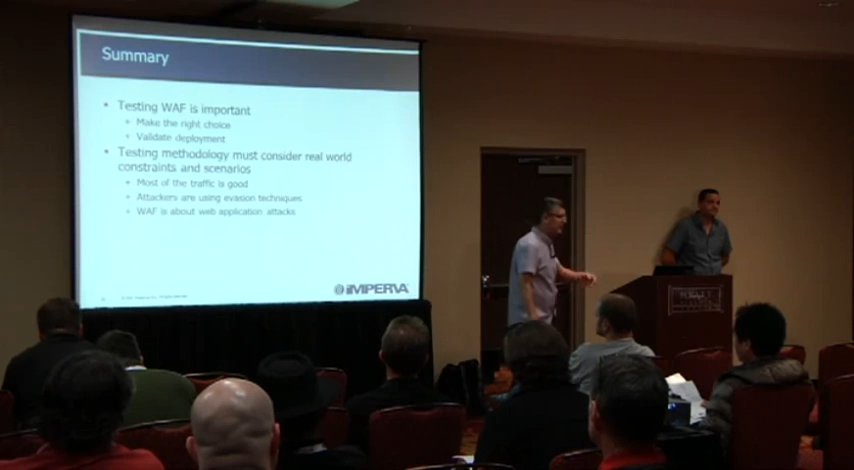 Summary
Testing WAF is important
Make the right choice
Validate deployment
Testing methodology must consider real world
constraints and scenarios
Most of the traffic is good
Attackers are using evasion techniques
WAF is about web application attacks
IMPERVA